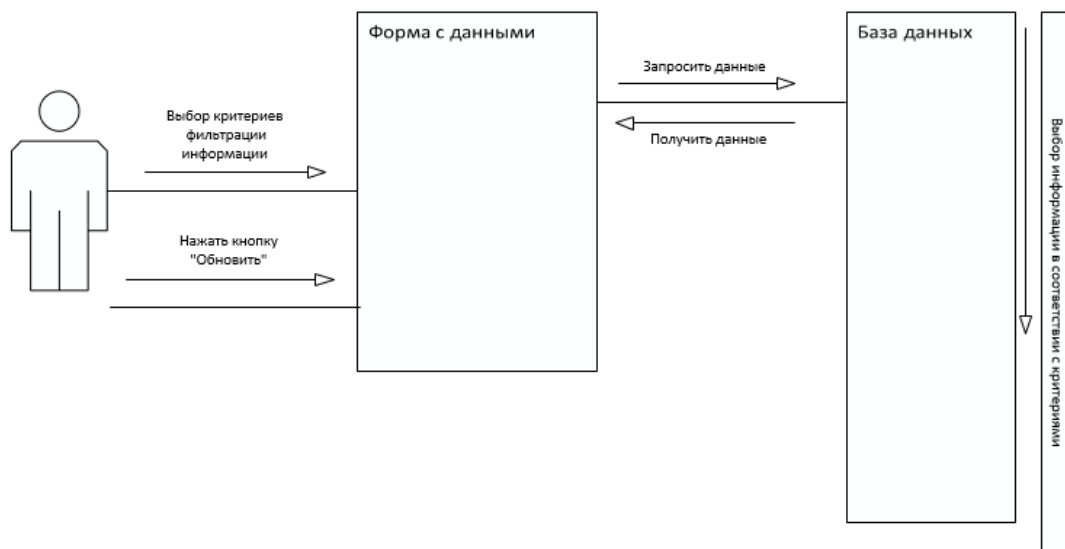 Форма с данными
База данных
Запросить данные
Выбор критериев
фильтрации
информации
Получить данные
Нажать кнопку
"Обновить"
Выбор информации в соответствии с критериями